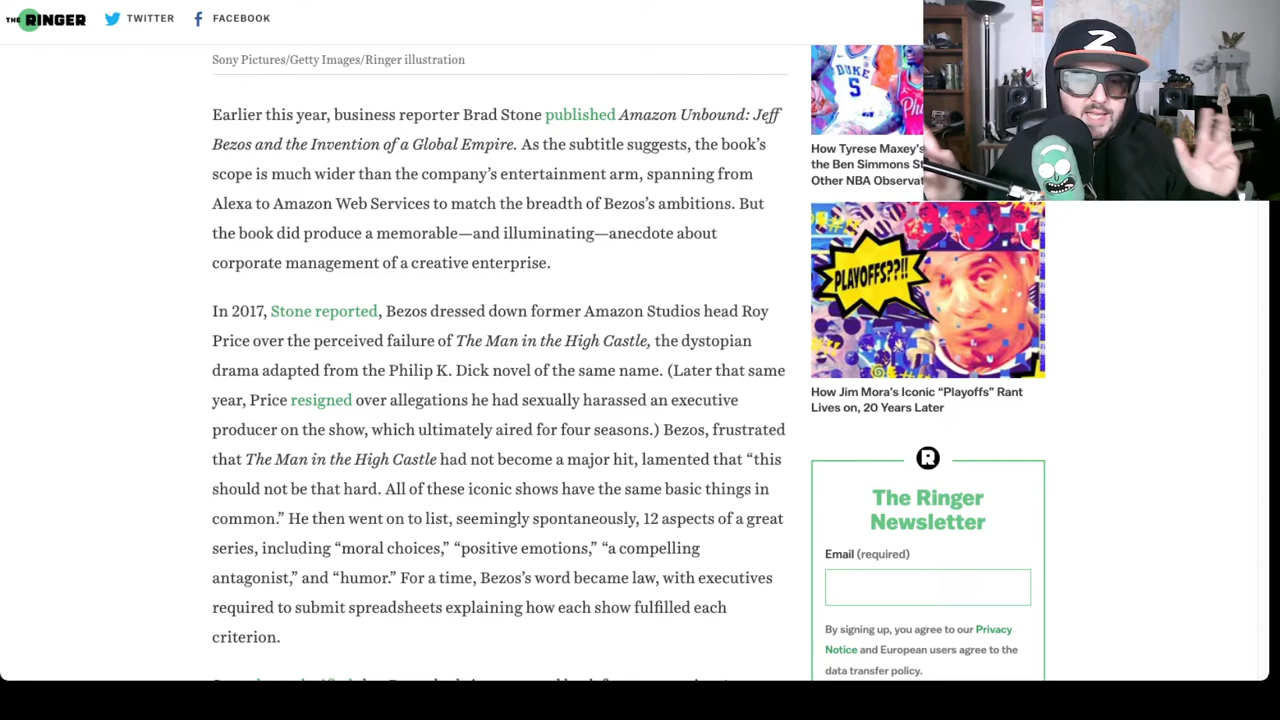 THE RINGER TWITTER FACEBOOK
Sony Pictures/Getty Images/Ringer illustration
Earlier this year, business reporter Brad Stone published Amazon Unbound: Jeff
Bezos and the Invention of a Global Empire. As the subtitle suggests, the book’s
scope is much wider than the company’s entertainment arm, spanning from
Alexa to Amazon Web Services to match the breadth of Bezos’s ambitions. But
the book did produce a memorable—and illuminating—anecdote about
corporate management of a creative enterprise.
In 2017, Stone reported, Bezos dressed down former Amazon Studios head Roy
Price over the perceived failure of The Man in the High Castle, the dystopian
drama adapted from the Philip K. Dick novel of the same name. (Later that same
year, Price resigned over allegations he had sexually harassed an executive
producer on the show, which ultimately aired for four seasons.) Bezos, frustrated
that The Man in the High Castle had not become a major hit, lamented that “this
should not be that hard. All of these iconic shows have the same basic things in
common.” He then went on to list, seemingly spontaneously, 12 aspects of a great
series, including “moral choices,” “positive emotions,” “a compelling
antagonist,” and “humor.” For a time, Bezos’s word became law, with executives
required to submit spreadsheets explaining how each show fulfilled each
criterion.
DUKE
5
Z
How Tyrese Maxey’s
the Ben Simmons
Other NBA
PLAYOFFS??!!
How Jim Mora’s Iconic “Playoffs” Rant
Lives on, 20 Years Later
R
The Ringer
Newsletter
Email (required)
By signing up, you agree to our Privacy
Notice and European users agree to the
data transfer policy.